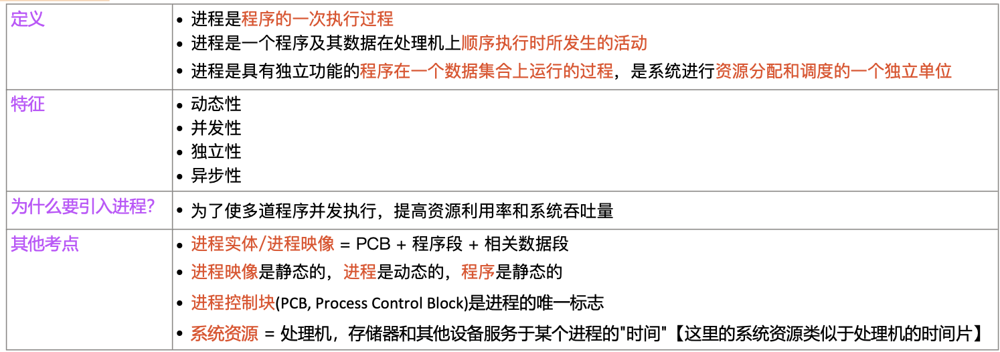 定义
• 进程是程序的一次执行过程
• 进程是一个程序及其数据在处理机上顺序执行时所发生的活动
• 进程是具有独立功能的程序在一个数据集合上运行的过程，是系统进行资源分配和调度的一个独立单位
特征
• 动态性
• 并发性
• 独立性
• 异步性
为什么要引入进程？
• 为了使多道程序并发执行，提高资源利用率和系统吞吐量
其他考点
• 进程实体/进程映像 = PCB + 程序段 + 相关数据段
• 进程映像是静态的，进程是动态的，程序是静态的
• 进程控制块(PCB, Process Control Block)是进程的唯一标志
• 系统资源 = 处理机，存储器和其他设备服务于某个进程的"时间"【这里的系统资源类似于处理机的时间片】